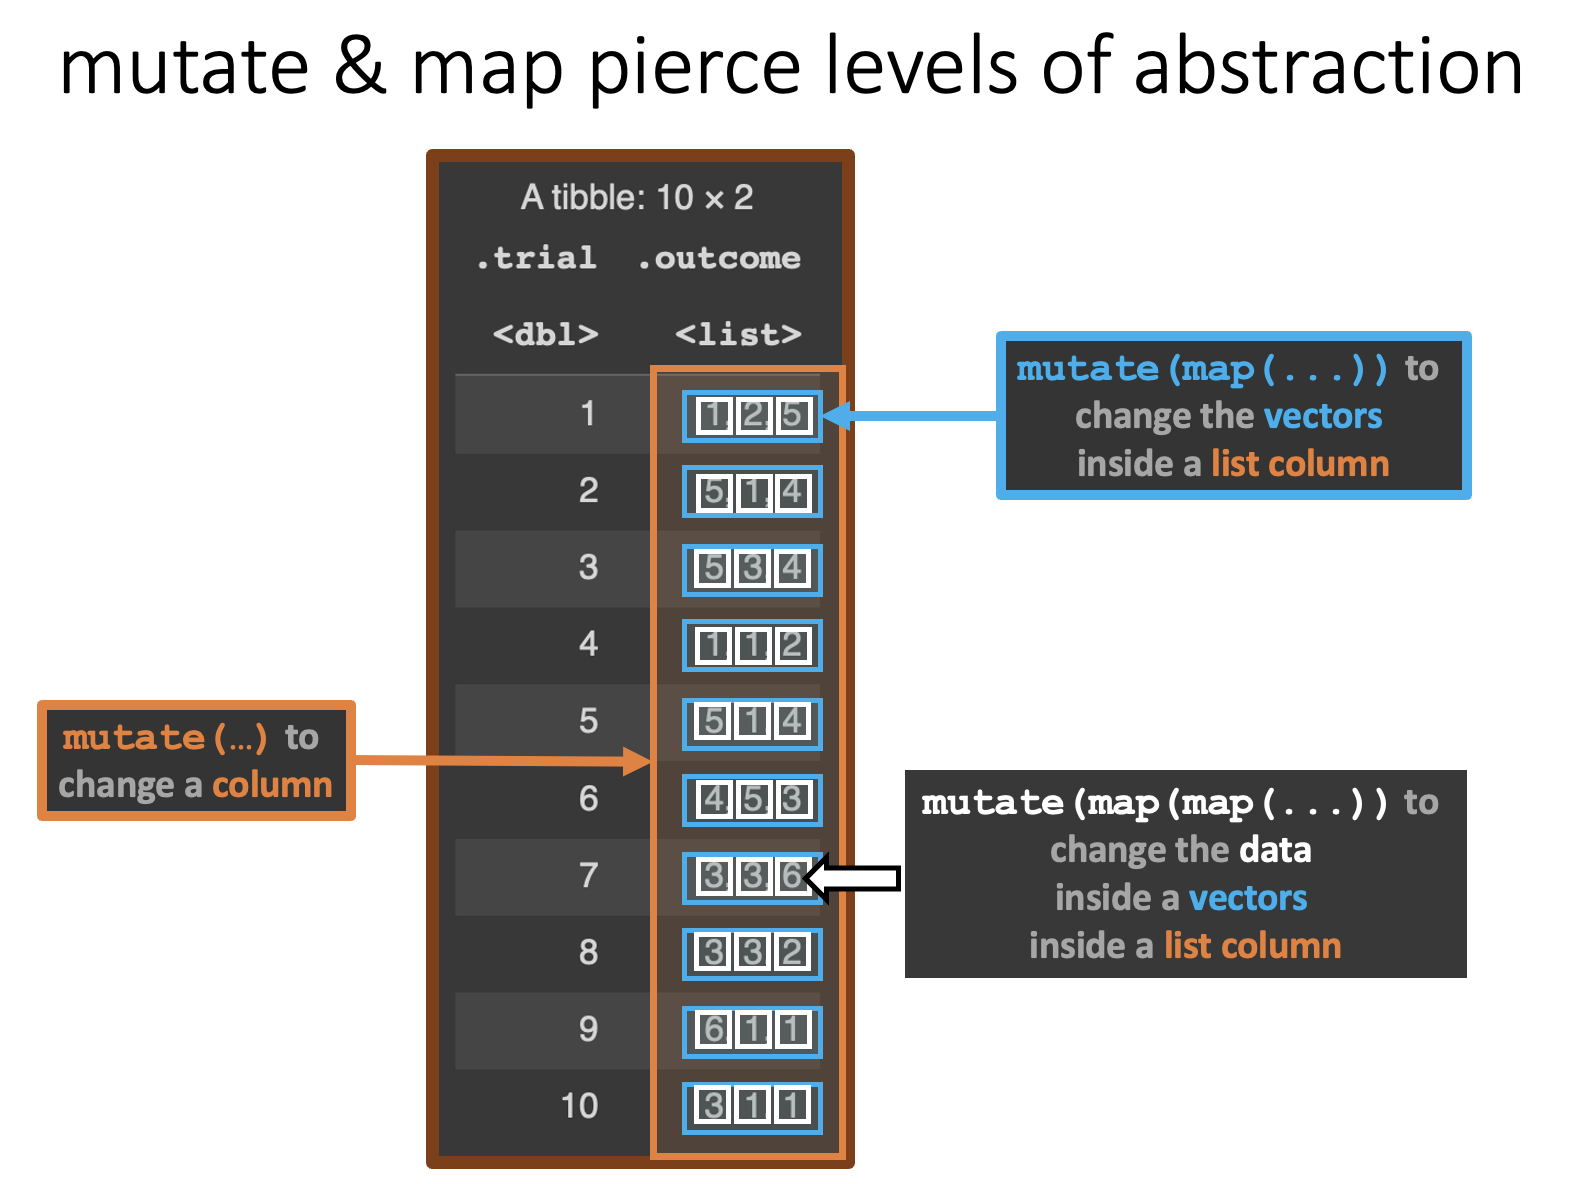 mutate & map pierce levels of abstraction
A tibble: 10 × 2
.trial .outcome
<dbl> <list>
1 1, 2, 5
2 5, 1, 4
3 5, 3, 4
4 1, 1, 2
5 5, 1, 4
6 4, 5, 3
7 3, 3, 6
8 3, 3, 2
9 6, 1, 1
10 3, 1, 1
mutate(map(...)) to
change the vectors
inside a list column
mutate(...) to
change a column
mutate(map(map(...)) to
change the data
inside a vectors
inside a list column